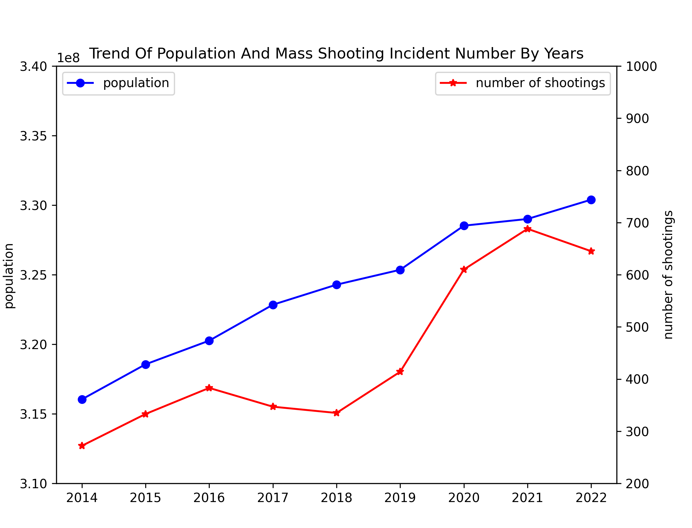 Trend Of Population And Mass Shooting Incident Number By Years
1e8
population
number of shootings
3.40
3.35
3.30
3.25
3.20
3.15
3.10
population
1000
900
800
700
600
500
400
300
200
number of shootings
2014 2015 2016 2017 2018 2019 2020 2021 2022